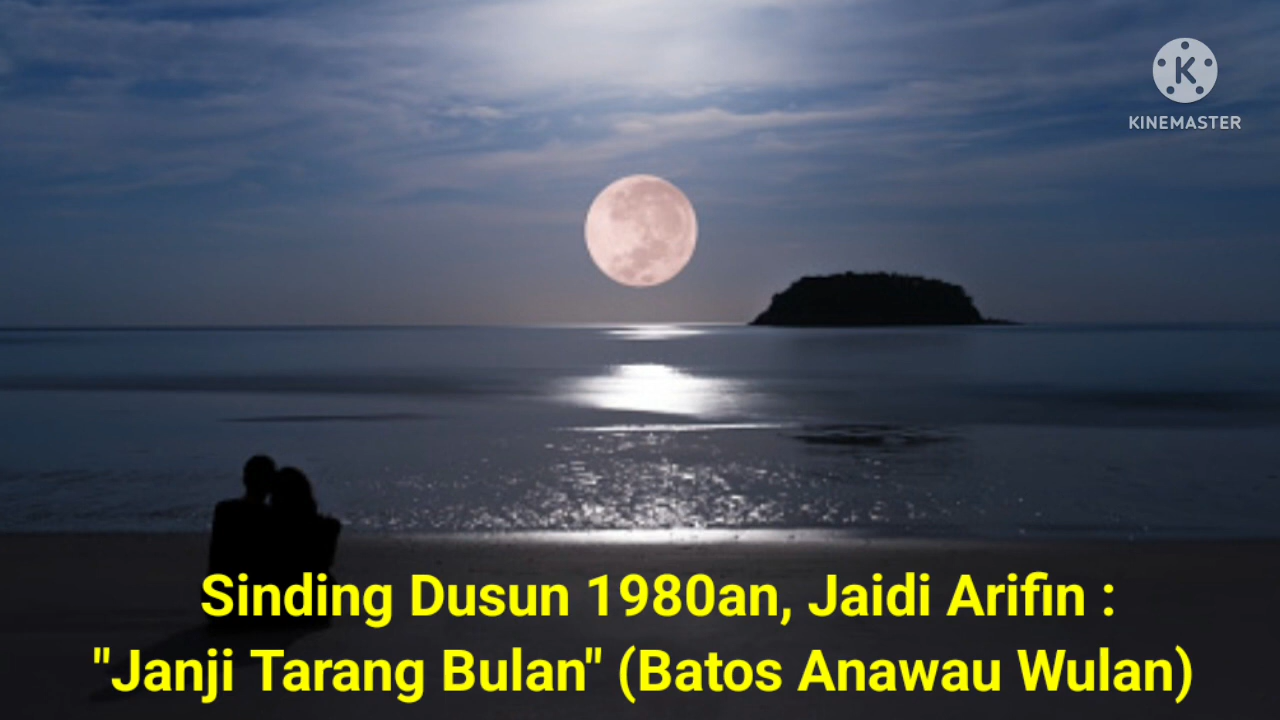 KINEMASTER
Sinding Dusun 1980an, Jaidi Arifin :
"Janji Tarang Bulan" (Batos Anawau Wulan)